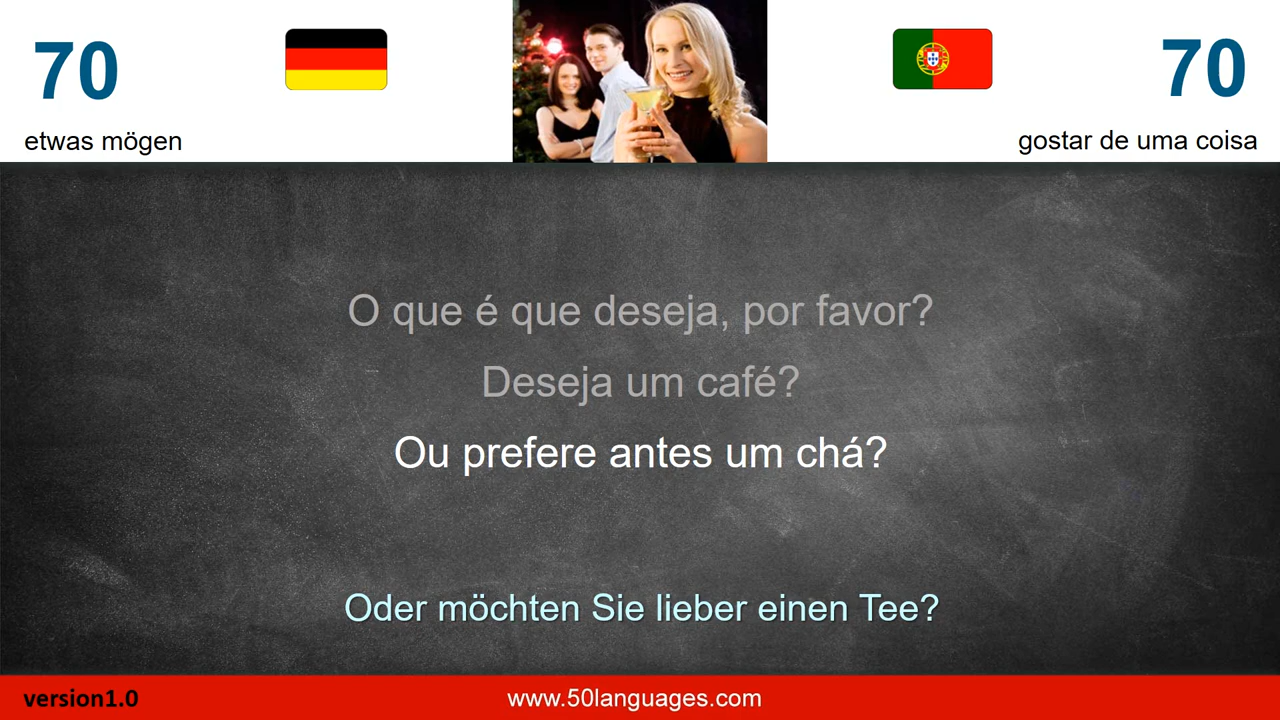 70
70
etwas mögen
gostar de uma coisa
O que é que deseja, por favor?
Deseja um café?
Ou prefere antes um chá?
Oder möchten Sie lieber einen Tee?
version1.0
www.50languages.com